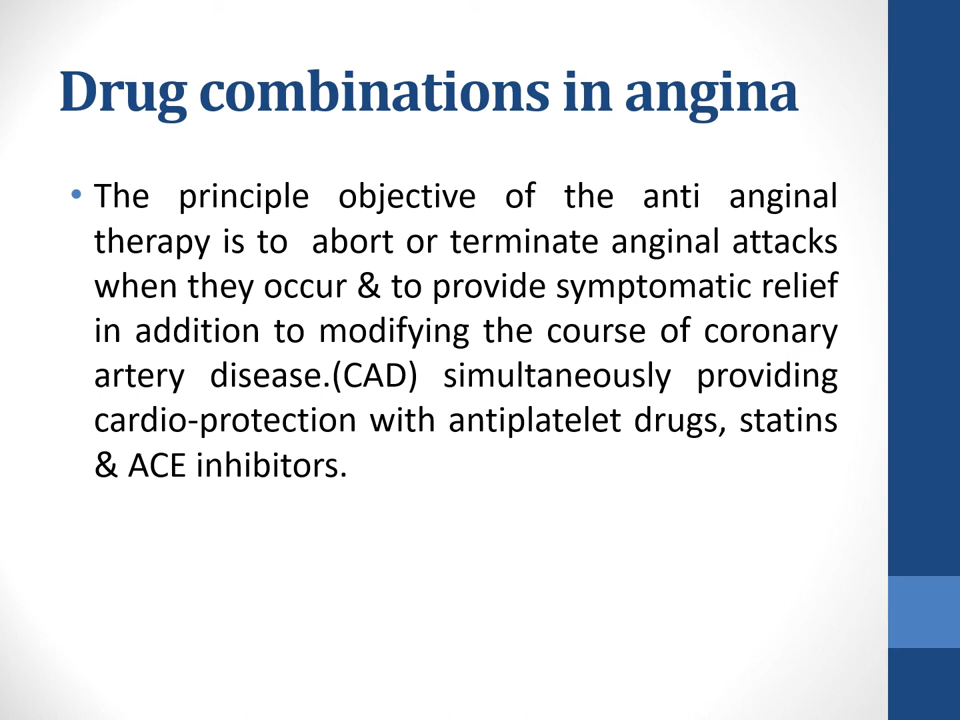 Drug combinations in angina
• The principle objective of the anti anginal
therapy is to  abort or terminate anginal attacks
when they occur & to provide symptomatic relief
in addition to modifying the course of coronary
artery disease.(CAD) simultaneously providing
cardio-protection with antiplatelet drugs, statins
& ACE inhibitors.